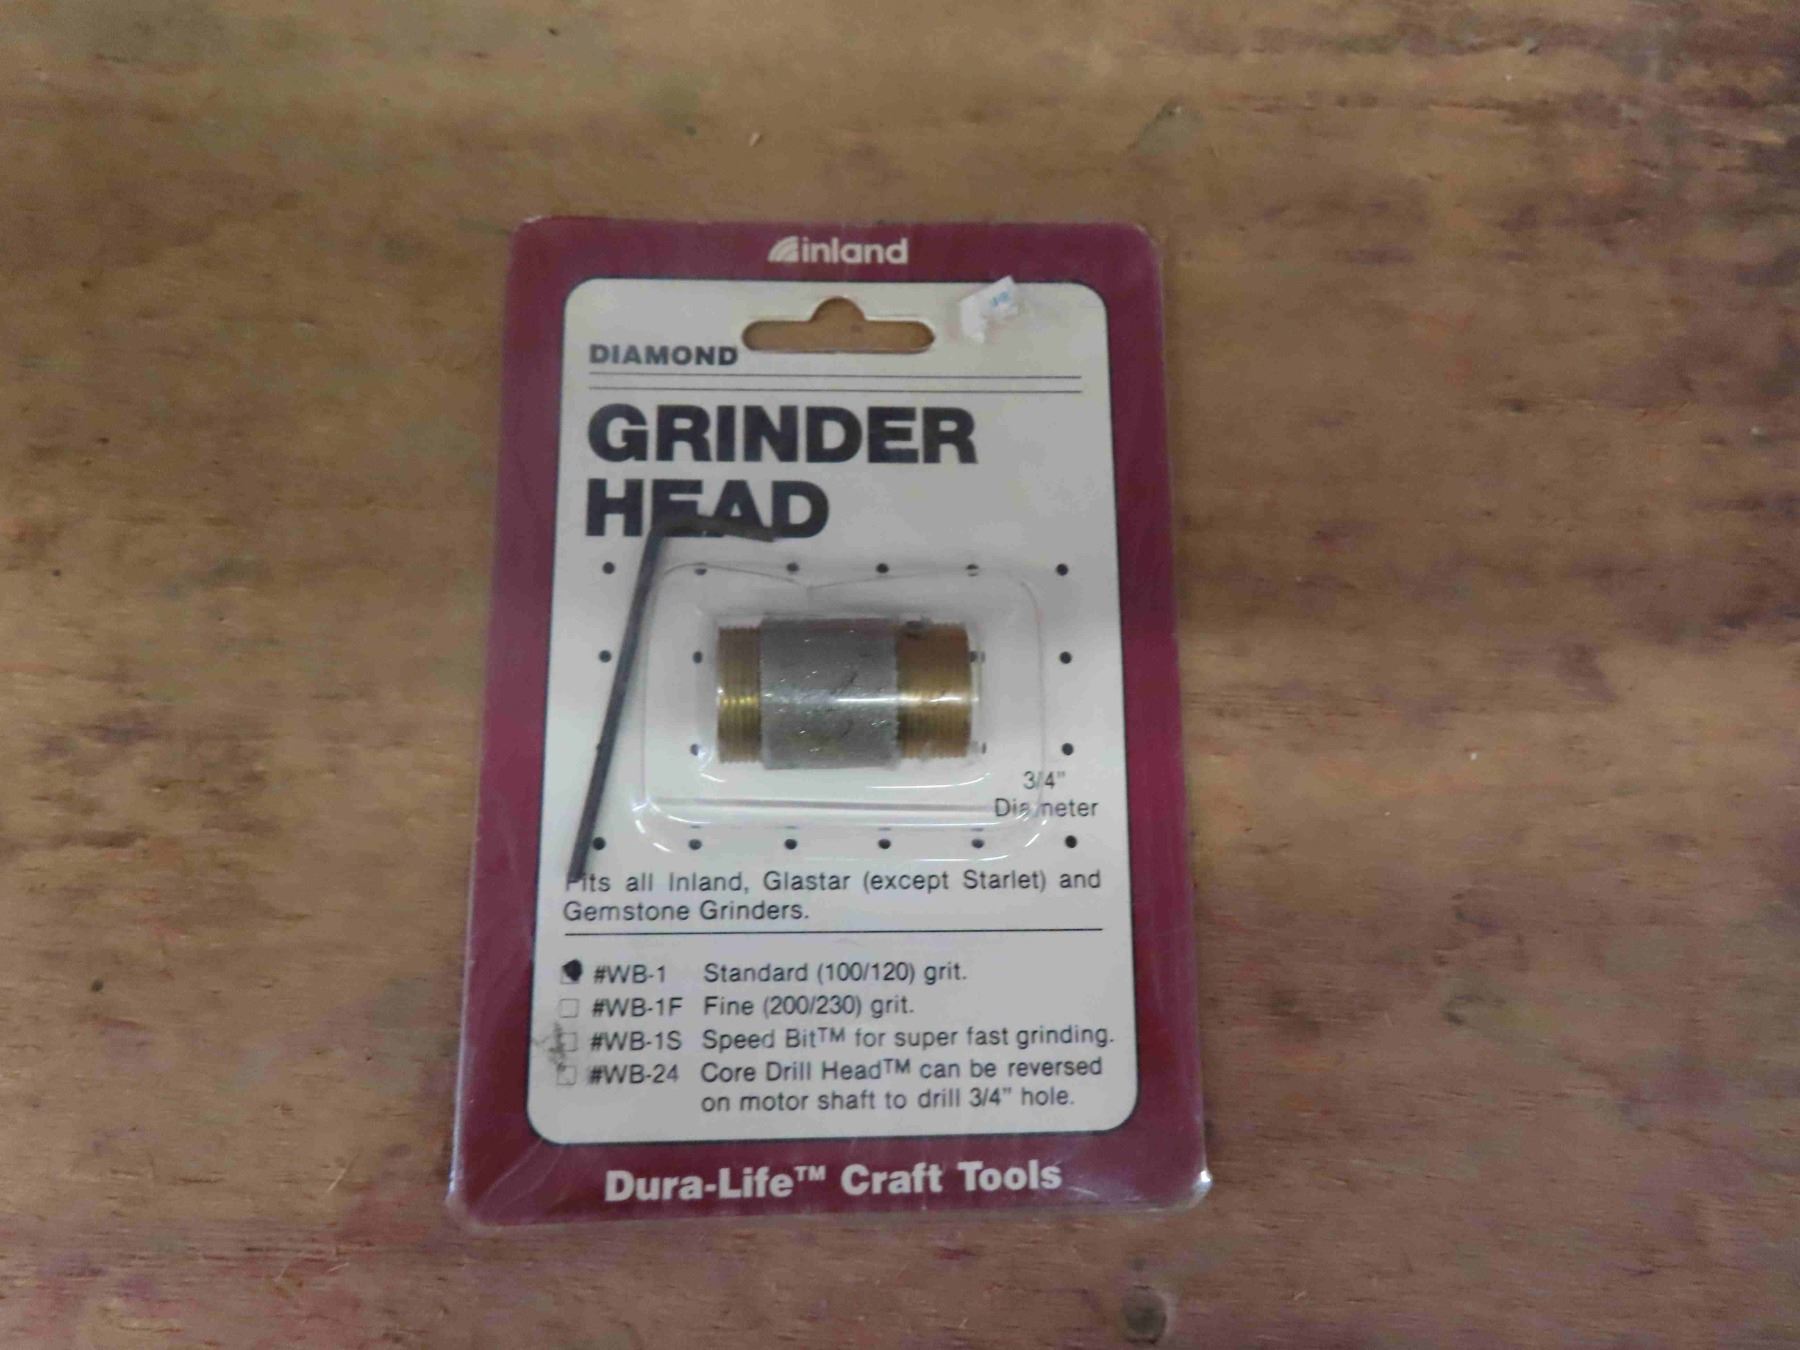 inland
DIAMOND
GRINDER
HEAD
3/4"
Diameter
Fits all Inland, Glastar (except Starlet) and
Gemstone Grinders.
#WB-1 Standard (100/120) grit.
#WB-1F Fine (200/230) grit.
#WB-1S Speed Bit™ for super fast grinding.
#WB-24 Core Drill Head™ can be reversed
on motor shaft to drill 3/4" hole.
Dura-Life™ Craft Tools